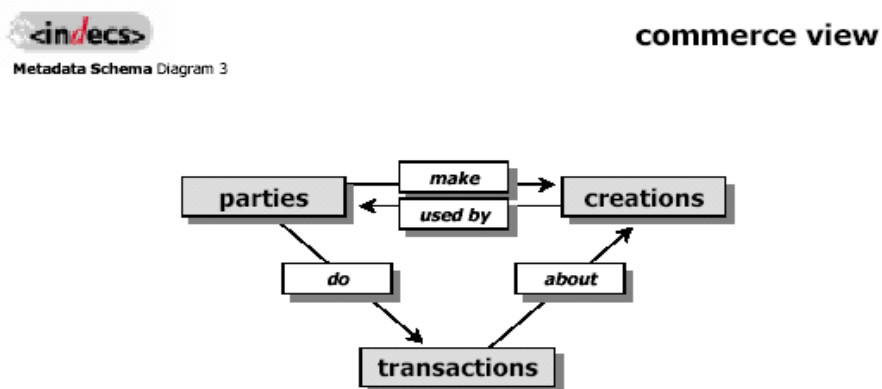 <indecs>
commerce view
Metadata Schema Diagram 3
make
parties
creations
used by
do
about
transactions